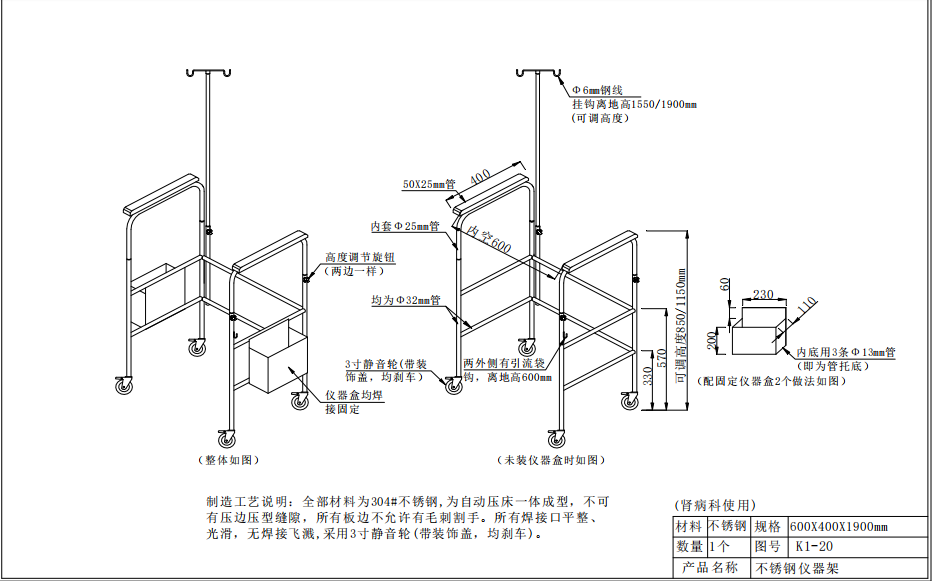 Φ6mm钢线
挂钩离地高1550/1900mm
(可调高度)
400
50X25mm管
内套Φ25mm管
内空600
高度调节旋钮
(两边一样)
均为Φ32mm管
3寸静音轮(带装
饰盖，均刹车)
两外侧有引流袋
钩，离地高600mm
仪器盒均焊
接固定
330
570
可调高度850/1150mm
60
230
110
200
内底用3条Φ13mm管
(即为管托底)
(配固定仪器盒2个做法如图)
(整体如图)
(未装仪器盒时如图)
制造工艺说明：全部材料为304#不锈钢,为自动压床一体成型，不可
有压边压型缝隙，所有板边不允许有毛刺割手。所有焊接口平整、
光滑，无焊接飞溅,采用3寸静音轮(带装饰盖，均刹车)。
(肾病科使用)
材料 不锈钢 规格 600X400X1900mm
数量 1个 图号 K1-20
产品名称 不锈钢仪器架